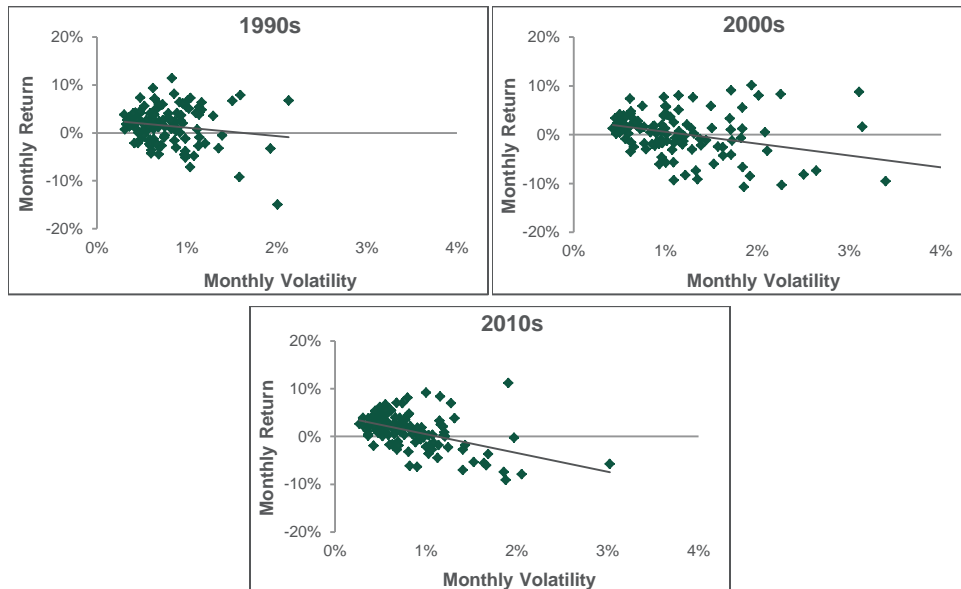 1990s
20%
10%
0%
-10%
-20%
Monthly Return
0% 1% 2% 3% 4%
Monthly Volatility
2000s
20%
10%
0%
-10%
-20%
Monthly Return
0% 1% 2% 3% 4%
Monthly Volatility
2010s
20%
10%
0%
-10%
-20%
Monthly Return
0% 1% 2% 3% 4%
Monthly Volatility